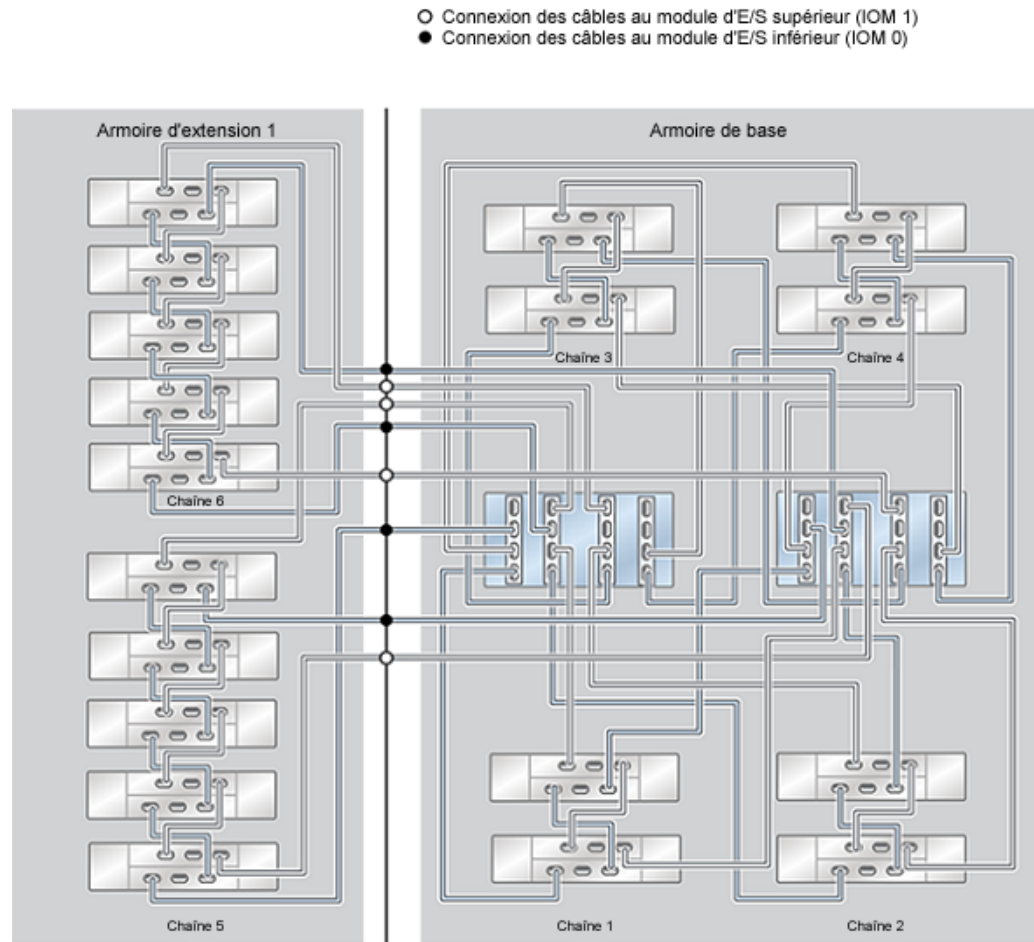 Connexion des câbles au module d'E/S supérieur (IOM 1)
Connexion des câbles au module d'E/S inférieur (IOM 0)
Armoire d'extension 1
Armoire de base
Chaîne 3
Chaîne 4
Chaîne 6
Chaîne 5
Chaîne 1
Chaîne 2